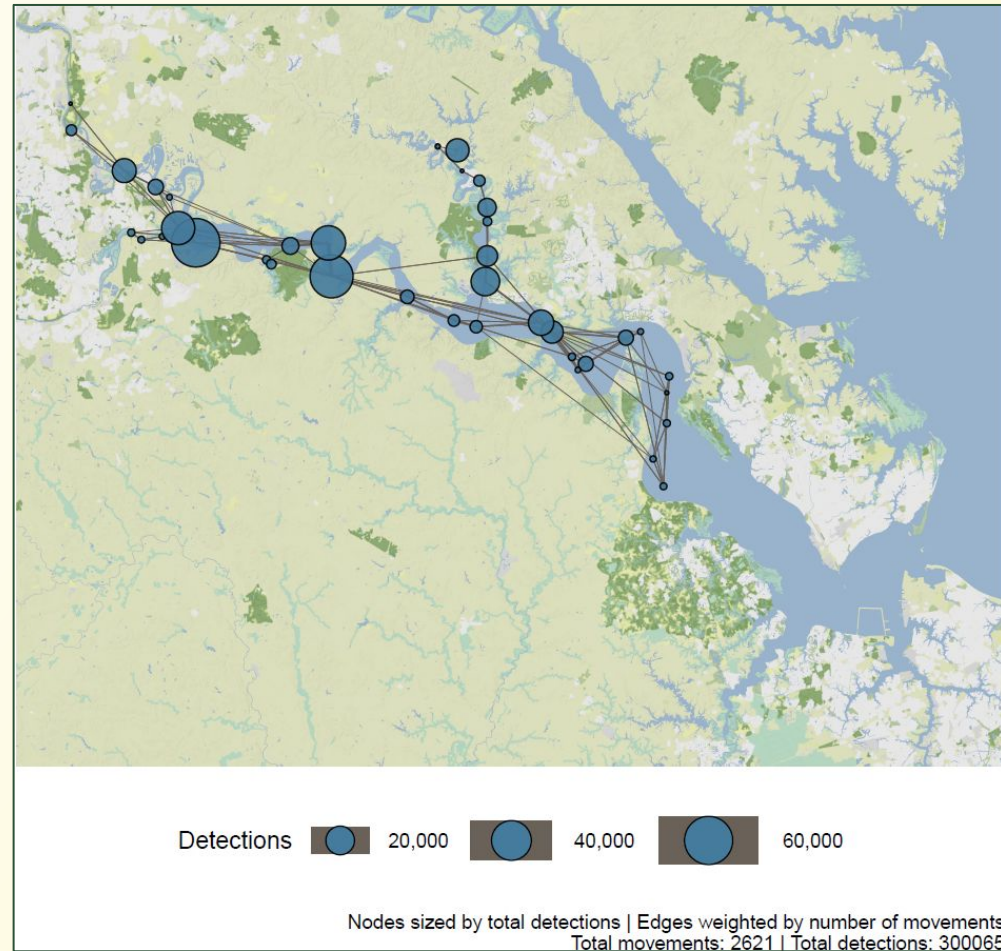 Detections 20,000 40,000 60,000
Nodes sized by total detections | Edges weighted by number of movements
Total movements: 2621 | Total detections: 300065